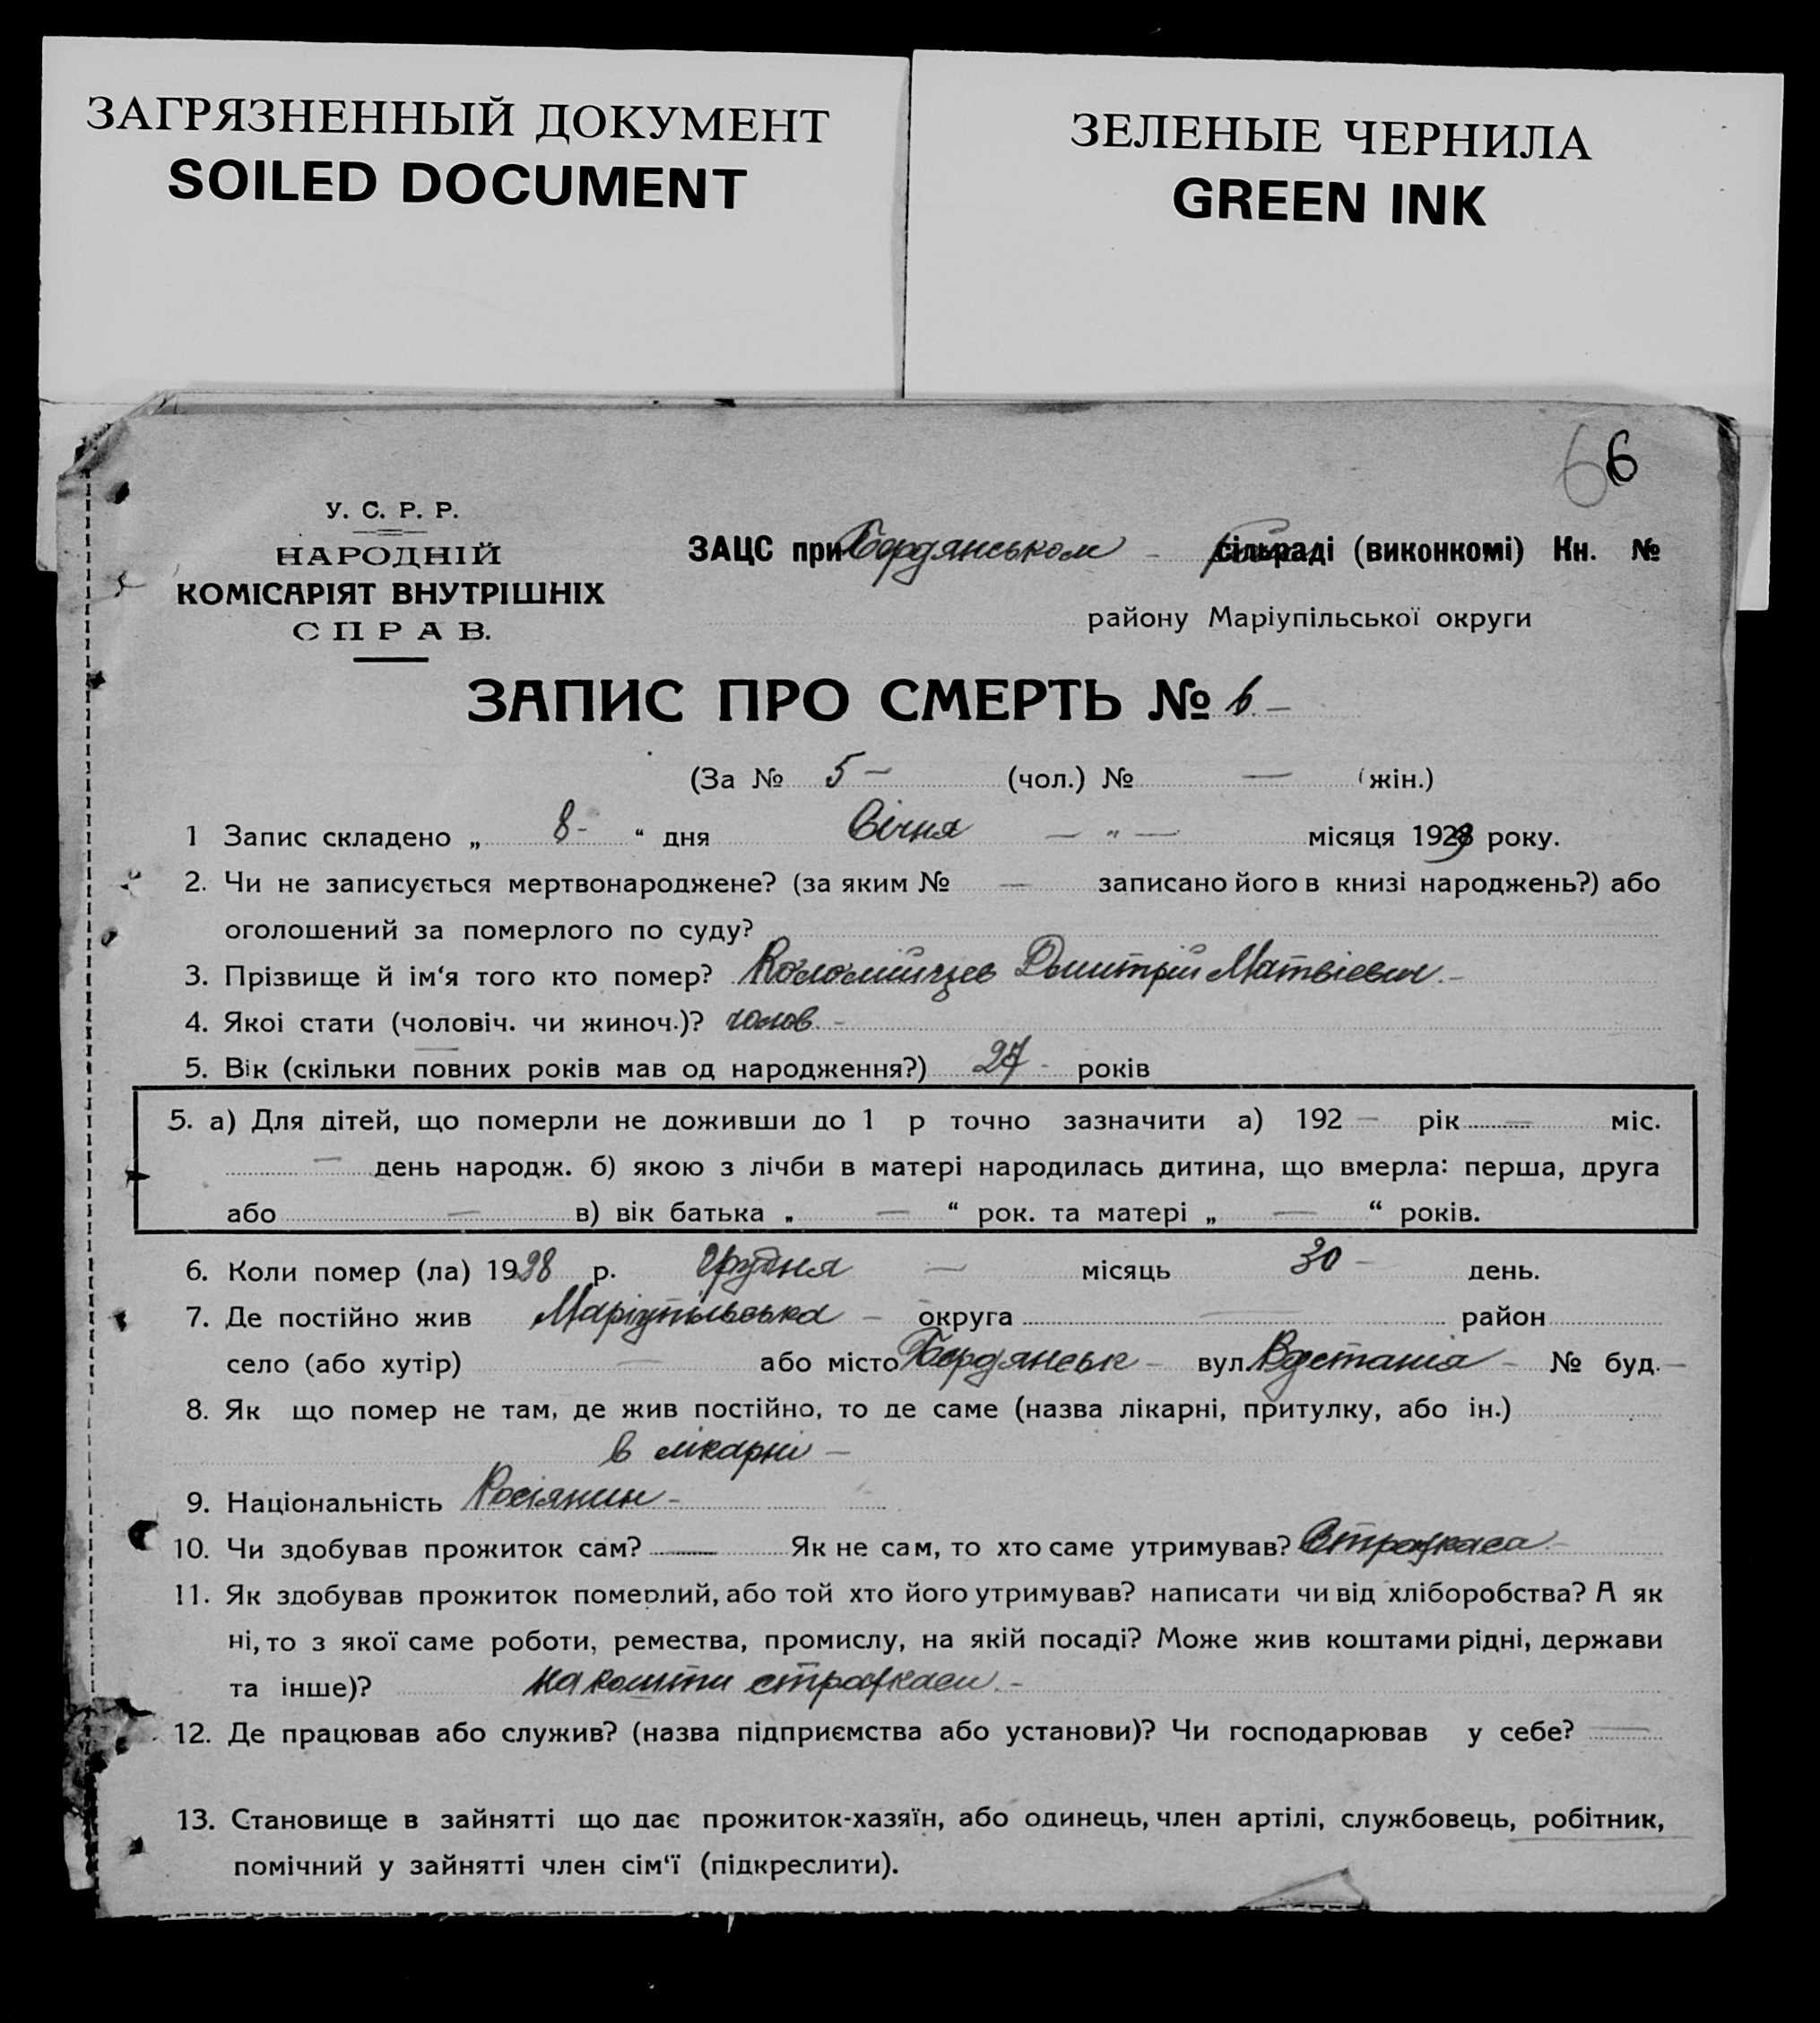 ЗАГРЯЗНЕННЫЙ ДОКУМЕНТ
SOILED DOCUMENT
ЗЕЛЕНЫЕ ЧЕРНИЛА
GREEN INK
6 6
У. С. Р. Р.
НАРОДНІЙ
КОМІСАРІЯТ ВНУТРІШНІХ
СПРАВ.
ЗАЦС при Бердянськом - сільраді (виконкомі) Кн. №
району Маріупільської округи
ЗАПИС ПРО СМЕРТЬ № 6. -
(За № 5 - (чол.) № — (жін.)
1 Запис складено „ 8- “ дня Січня — " — місяця 1929 року.
2. Чи не записується мертвонароджене? (за яким № — записано його в книзі народжень?) або
оголошений за померлого по суду?
3. Прізвище й ім‘я того кто помер? Коломійцев Дмитрій Матвієвич. -
4. Якоі стати (чоловіч. чи жиноч.)? чолов. -
5. Вік (скільки повних років мав од народження?) 27 - років
5. а) Для дітей, що померли не доживши до 1 р точно зазначити а) 192 — рік — міс.
— день народж. б) якою з лічби в матері народилась дитина, що вмерла: перша, друга
або — в) вік батька „ — “ рок. та матері „ — “ років.
6. Коли помер (ла) 1928 р. Грудня — місяць 30 - день.
7. Де постійно жив Маріупільська - округа — район
село (або хутір) — або місто Бердянськ - вул. Повстанія - № буд. —
8. Як що помер не там, де жив постійно, то де саме (назва лікарні, притулку, або ін.)
в лікарні -
9. Національність Росіянин -
10. Чи здобував прожиток сам? — Як не сам, то хто саме утримував? Страхкаса -
11. Як здобував прожиток померлий, або той хто його утримував? написати чи від хліборобства? А як
ні, то з якої саме роботи, ремества, промислу, на якій посаді? Може жив коштами рідні, держави
та інше)? на кошти страхкаси. -
12. Де працював або служив? (назва підприємства або установи)? Чи господарював у себе? —
13. Становище в зайнятті що дає прожиток-хазяїн, або одинець, член артілі, службовець, робітник,
помічний у зайнятті член сім‘ї (підкреслити).